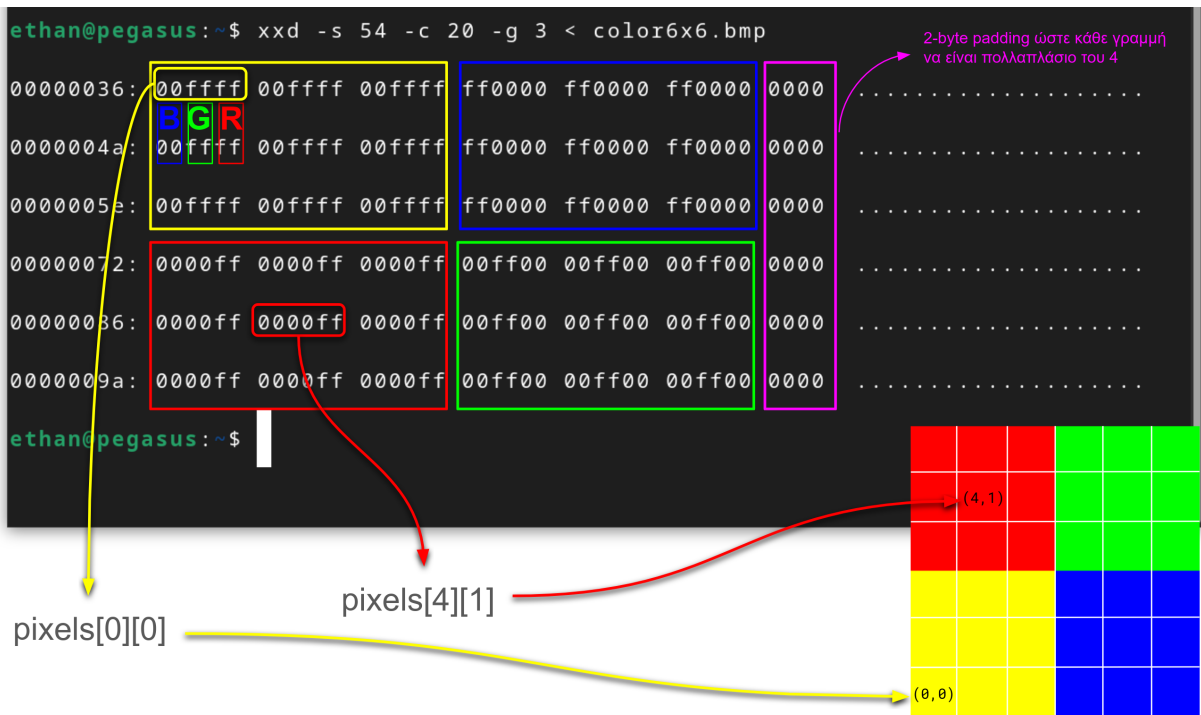 ethan@pegasus:~$ xxd -s 54 -c 20 -g 3 < color6x6.bmp
2-byte padding ώστε κάθε γραμμή
να είναι πολλαπλάσιο του 4
00000036: 00ffff 00ffff 00ffff ff0000 ff0000 ff0000 0000 ....................
B G R
0000004a: 00ffff 00ffff 00ffff ff0000 ff0000 ff0000 0000 ....................
0000005e: 00ffff 00ffff 00ffff ff0000 ff0000 ff0000 0000 ....................
00000072: 0000ff 0000ff 0000ff 00ff00 00ff00 00ff00 0000 ....................
00000086: 0000ff 0000ff 0000ff 00ff00 00ff00 00ff00 0000 ....................
0000009a: 0000ff 0000ff 0000ff 00ff00 00ff00 00ff00 0000 ....................
ethan@pegasus:~$
(4,1)
pixels[4][1]
pixels[0][0]
(0,0)